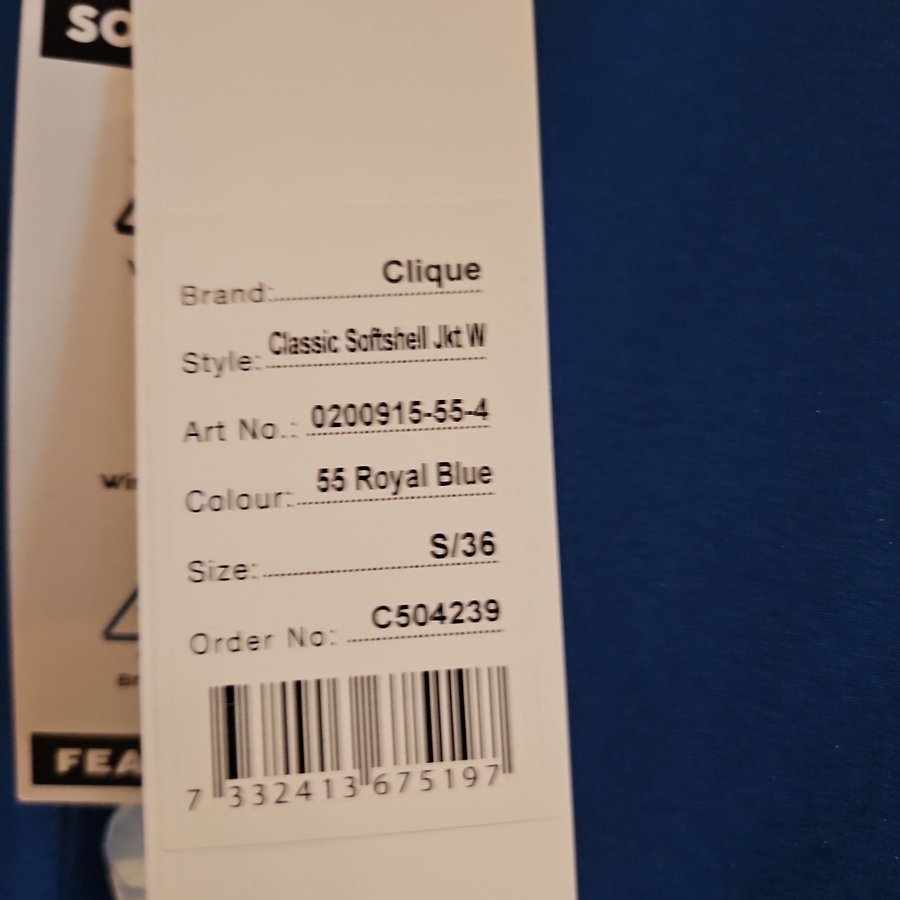 SO
Brand: Clique
Style: Classic Softshell Jkt W
Art No.: 0200915-55-4
Colour: 55 Royal Blue
Size: S/36
Order No: C504239
7 332413 675197
FEA